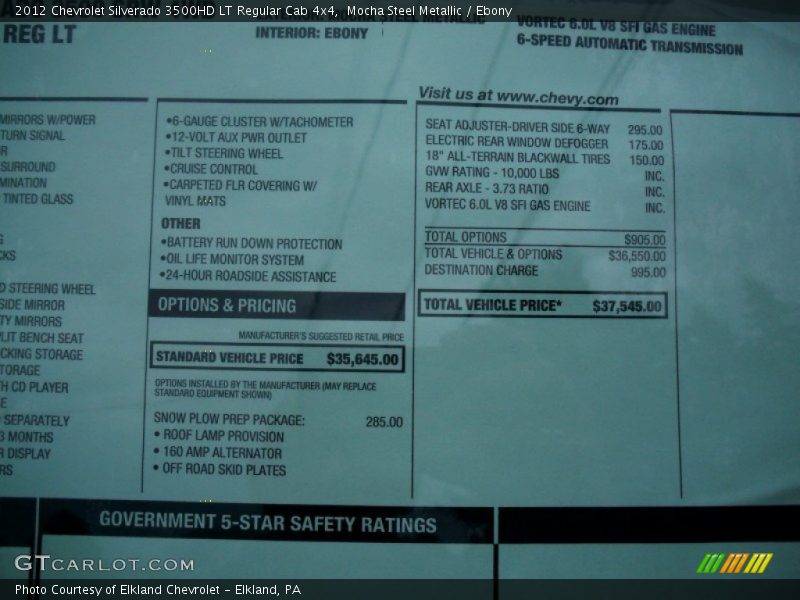 2012 Chevrolet Silverado 3500HD LT Regular Cab 4x4, Mocha Steel Metallic / Ebony
REG LT
INTERIOR: EBONY
VORTEC 6.0L V8 SFI GAS ENGINE
6-SPEED AUTOMATIC TRANSMISSION
Visit us at www.chevy.com
MIRRORS W/POWER
TURN SIGNAL
R
SURROUND
MINATION
TINTED GLASS
G
CKS
D STEERING WHEEL
SIDE MIRROR
TY MIRRORS
PLIT BENCH SEAT
CKING STORAGE
TORAGE
TH CD PLAYER
E
SEPARATELY
3 MONTHS
R DISPLAY
RS
•6-GAUGE CLUSTER W/TACHOMETER
•12-VOLT AUX PWR OUTLET
•TILT STEERING WHEEL
•CRUISE CONTROL
•CARPETED FLR COVERING W/
VINYL MATS
OTHER
•BATTERY RUN DOWN PROTECTION
•OIL LIFE MONITOR SYSTEM
•24-HOUR ROADSIDE ASSISTANCE
OPTIONS & PRICING
MANUFACTURER'S SUGGESTED RETAIL PRICE
STANDARD VEHICLE PRICE $35,645.00
OPTIONS INSTALLED BY THE MANUFACTURER (MAY REPLACE
STANDARD EQUIPMENT SHOWN)
SNOW PLOW PREP PACKAGE: 285.00
• ROOF LAMP PROVISION
• 160 AMP ALTERNATOR
• OFF ROAD SKID PLATES
SEAT ADJUSTER-DRIVER SIDE 6-WAY 295.00
ELECTRIC REAR WINDOW DEFOGGER 175.00
18" ALL-TERRAIN BLACKWALL TIRES 150.00
GVW RATING - 10,000 LBS INC.
REAR AXLE - 3.73 RATIO INC.
VORTEC 6.0L V8 SFI GAS ENGINE INC.
TOTAL OPTIONS $905.00
TOTAL VEHICLE & OPTIONS $36,550.00
DESTINATION CHARGE 995.00
TOTAL VEHICLE PRICE* $37,545.00
GOVERNMENT 5-STAR SAFETY RATINGS
GTCARLOT.COM
Photo Courtesy of Elkland Chevrolet - Elkland, PA